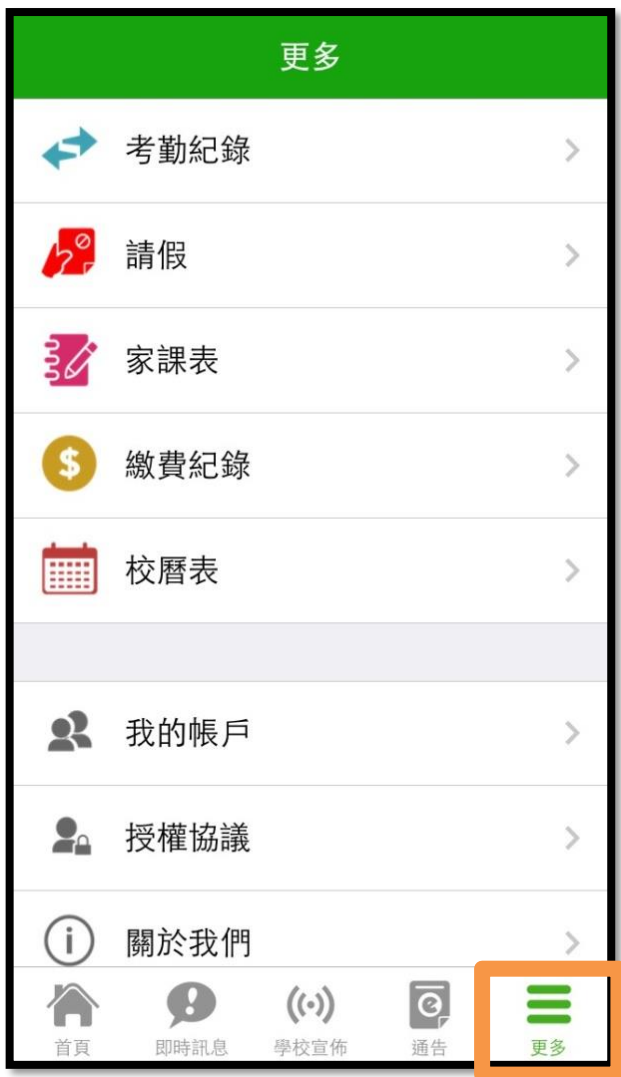 更多
考勤紀錄
請假
家課表
$
繳費紀錄
校曆表
我的帳戶
授權協議
i
關於我們
首頁
即時訊息
學校宣佈
e
通告
更多